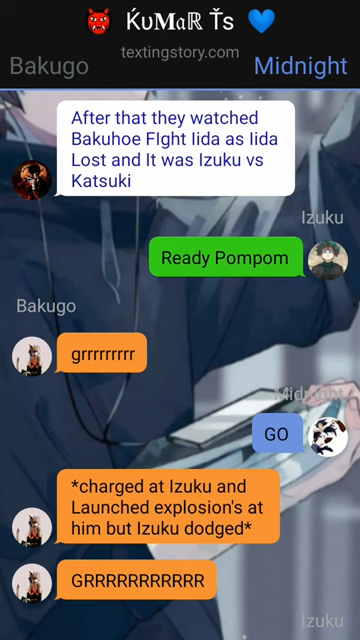 👹 ḰυMαℝ Ťs 💙
textingstory.com
Bakugo Midnight
After that they watched
Bakuhoe FIght Iida as Iida
Lost and It was Izuku vs
Katsuki
Izuku
Ready Pompom
Bakugo
grrrrrrrrr
Midnight
GO
*charged at Izuku and
Launched explosion's at
him but Izuku dodged*
GRRRRRRRRRRR
Izuku